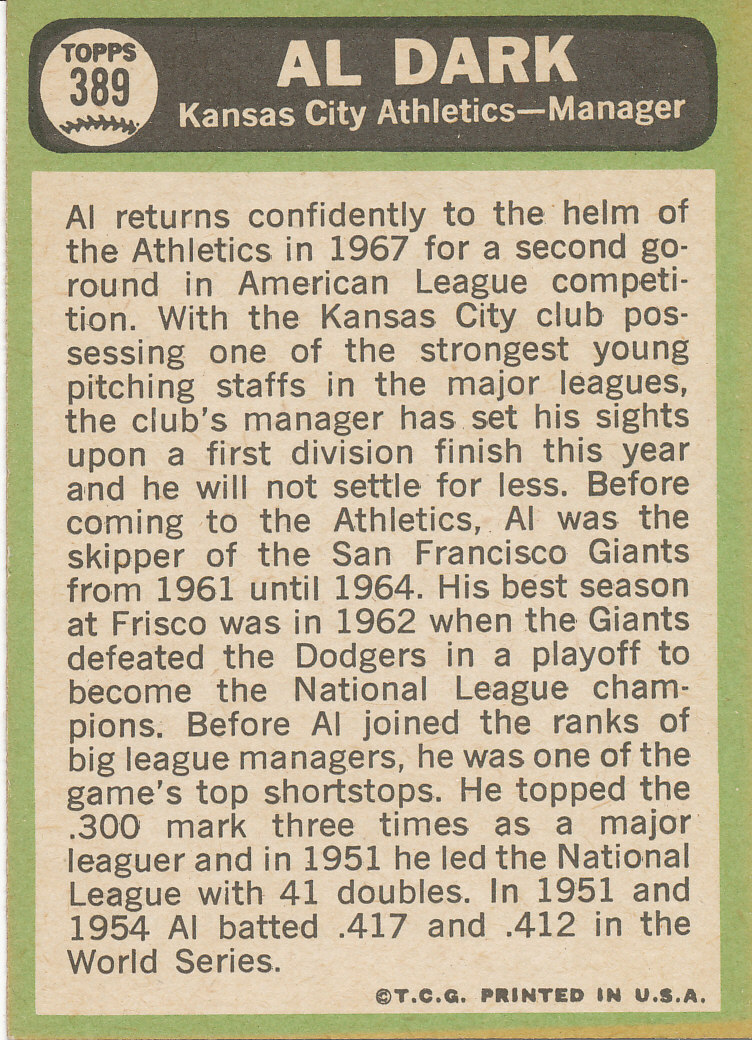 TOPPS
389
AL DARK
Kansas City Athletics—Manager
Al returns confidently to the helm of
the Athletics in 1967 for a second go-
round in American League competi-
tion. With the Kansas City club pos-
sessing one of the strongest young
pitching staffs in the major leagues,
the club's manager has set his sights
upon a first division finish this year
and he will not settle for less. Before
coming to the Athletics, Al was the
skipper of the San Francisco Giants
from 1961 until 1964. His best season
at Frisco was in 1962 when the Giants
defeated the Dodgers in a playoff to
become the National League cham-
pions. Before Al joined the ranks of
big league managers, he was one of the
game's top shortstops. He topped the
.300 mark three times as a major
leaguer and in 1951 he led the National
League with 41 doubles. In 1951 and
1954 Al batted .417 and .412 in the
World Series.
©T.C.G. PRINTED IN U.S.A.